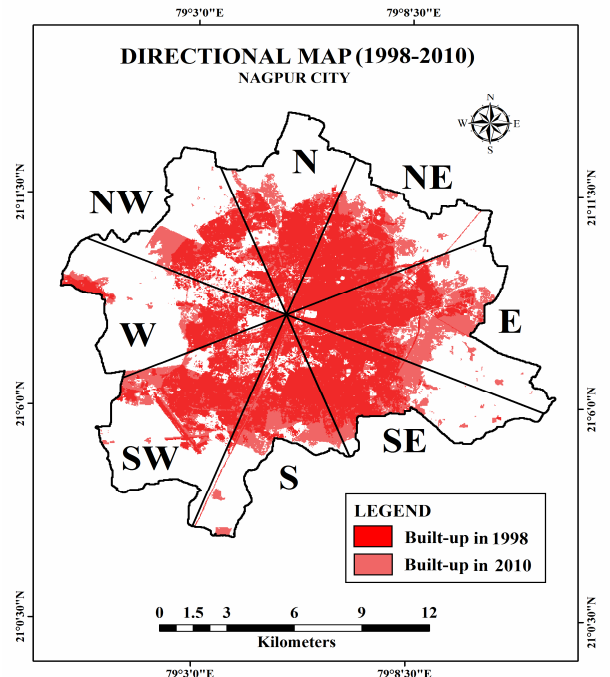 79°3'0"E 79°8'30"E
DIRECTIONAL MAP (1998-2010)
NAGPUR CITY
N
W E
S
N
NW NE
21°11'30"N 21°11'30"N
W E
21°6'0"N 21°6'0"N
SW SE
S
LEGEND
Built-up in 1998
Built-up in 2010
0 1.5 3 6 9 12
Kilometers
21°0'30"N 21°0'30"N
79°3'0"E 79°8'30"E